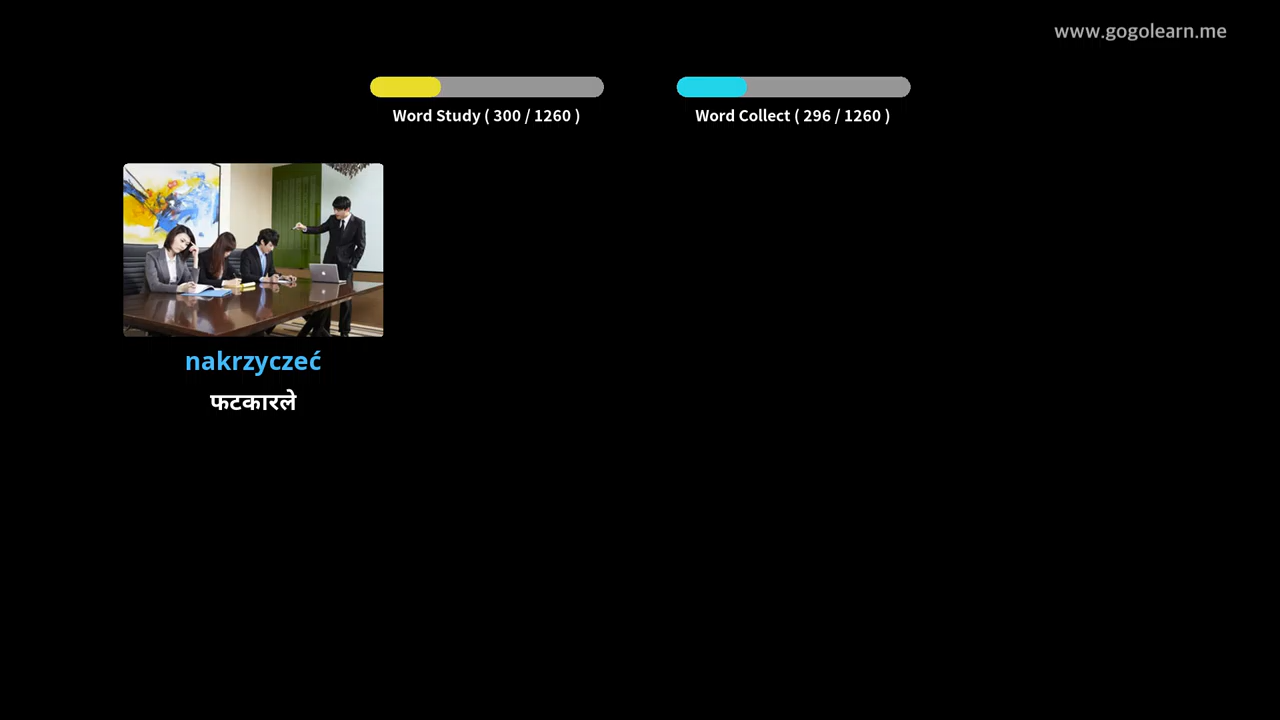 www.gogolearn.me
Word Study ( 300 / 1260 )
Word Collect ( 296 / 1260 )
nakrzyczeć
फटकारले